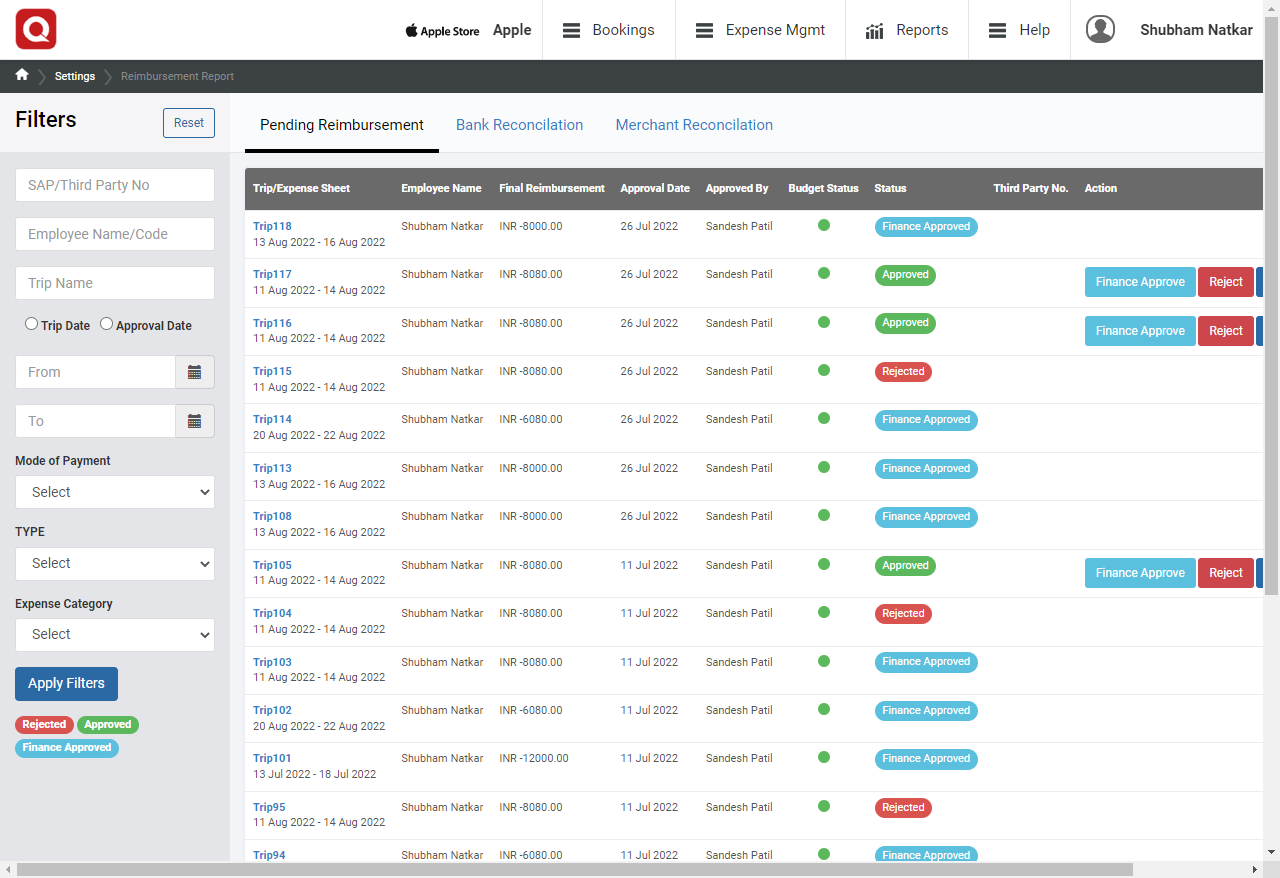 Apple Store Apple Bookings Expense Mgmt Reports Help Shubham Natkar
Settings Reimbursement Report
Filters Reset
SAP/Third Party No
Employee Name/Code
Trip Name
Trip Date Approval Date
From
To
Mode of Payment
Select
TYPE
Select
Expense Category
Select
Apply Filters
Rejected Approved
Finance Approved
Pending Reimbursement Bank Reconcilation Merchant Reconcilation
Trip/Expense Sheet Employee Name Final Reimbursement Approval Date Approved By Budget Status Status Third Party No. Action
Trip118 Shubham Natkar INR -8000.00 26 Jul 2022 Sandesh Patil Finance Approved
13 Aug 2022 - 16 Aug 2022
Trip117 Shubham Natkar INR -8080.00 26 Jul 2022 Sandesh Patil Approved Finance Approve Reject
11 Aug 2022 - 14 Aug 2022
Trip116 Shubham Natkar INR -8080.00 26 Jul 2022 Sandesh Patil Approved Finance Approve Reject
11 Aug 2022 - 14 Aug 2022
Trip115 Shubham Natkar INR -8080.00 26 Jul 2022 Sandesh Patil Rejected
11 Aug 2022 - 14 Aug 2022
Trip114 Shubham Natkar INR -6080.00 26 Jul 2022 Sandesh Patil Finance Approved
20 Aug 2022 - 22 Aug 2022
Trip113 Shubham Natkar INR -8000.00 26 Jul 2022 Sandesh Patil Finance Approved
13 Aug 2022 - 16 Aug 2022
Trip108 Shubham Natkar INR -8000.00 26 Jul 2022 Sandesh Patil Finance Approved
13 Aug 2022 - 16 Aug 2022
Trip105 Shubham Natkar INR -8080.00 11 Jul 2022 Sandesh Patil Approved Finance Approve Reject
11 Aug 2022 - 14 Aug 2022
Trip104 Shubham Natkar INR -8080.00 11 Jul 2022 Sandesh Patil Rejected
11 Aug 2022 - 14 Aug 2022
Trip103 Shubham Natkar INR -8080.00 11 Jul 2022 Sandesh Patil Finance Approved
11 Aug 2022 - 14 Aug 2022
Trip102 Shubham Natkar INR -6080.00 11 Jul 2022 Sandesh Patil Finance Approved
20 Aug 2022 - 22 Aug 2022
Trip101 Shubham Natkar INR -12000.00 11 Jul 2022 Sandesh Patil Finance Approved
13 Jul 2022 - 18 Jul 2022
Trip95 Shubham Natkar INR -8080.00 11 Jul 2022 Sandesh Patil Rejected
11 Aug 2022 - 14 Aug 2022
Trip94 Shubham Natkar INR -6080.00 11 Jul 2022 Sandesh Patil Finance Approved